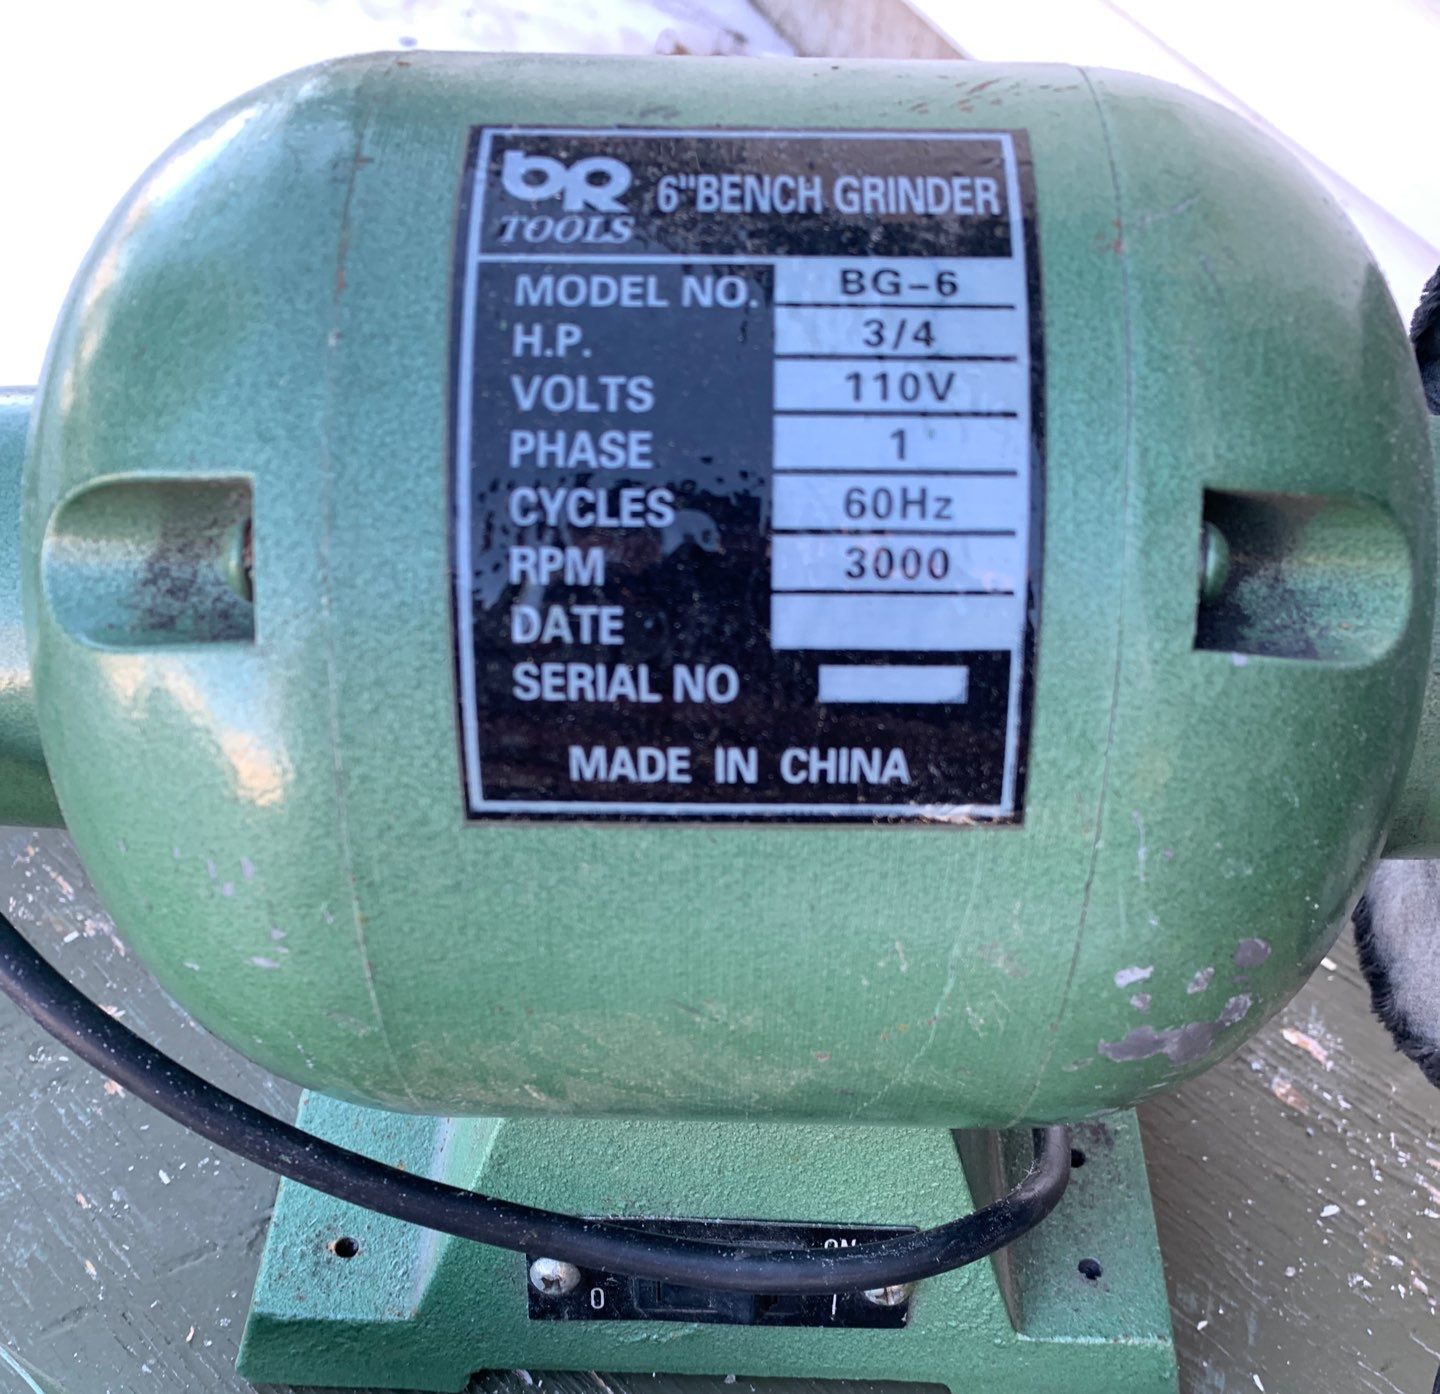 bR TOOLS 6"BENCH GRINDER
MODEL NO. BG-6
H.P. 3/4
VOLTS 110V
PHASE 1
CYCLES 60Hz
RPM 3000
DATE
SERIAL NO
MADE IN CHINA
ON
0 I